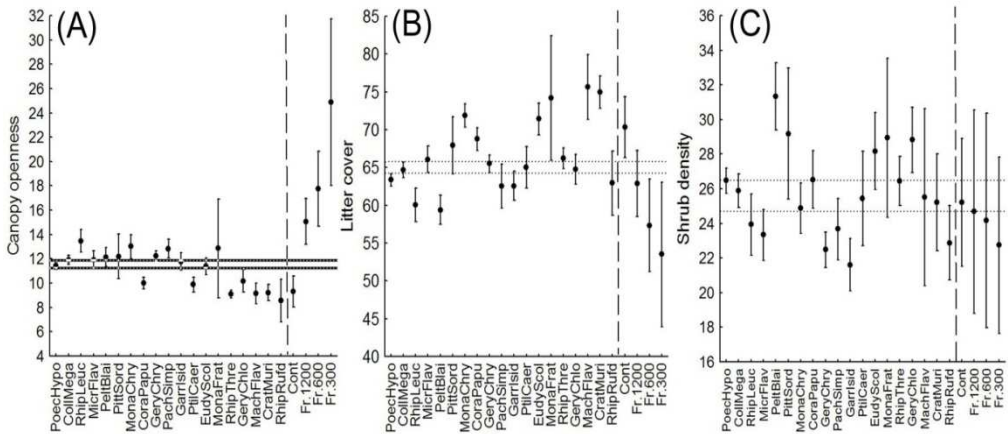 (A)
Canopy openness
32
30
28
26
24
22
20
18
16
14
12
10
8
6
4
PoecHypo
CollMega
RhipLeuc
MicrFlav
PeltBlai
PittSord
MonaChry
CoraPapu
GeryChry
PachSimp
GarrIsid
PtilCaer
EudyScol
MonaFrat
RhipThre
GeryChlo
MachFlav
CratMuri
RhipRufd
Cont
Fr.1200
Fr.600
Fr.300
(B)
Litter cover
85
80
75
70
65
60
55
50
45
40
PoecHypo
CollMega
RhipLeuc
MicrFlav
PeltBlai
PittSord
MonaChry
CoraPapu
GeryChry
PachSimp
GarrIsid
PtilCaer
EudyScol
MonaFrat
RhipThre
GeryChlo
MachFlav
CratMuri
RhipRufd
Cont
Fr.1200
Fr.600
Fr.300
(C)
Shrub density
36
34
32
30
28
26
24
22
20
18
16
PoecHypo
CollMega
RhipLeuc
MicrFlav
PeltBlai
PittSord
MonaChry
CoraPapu
GeryChry
PachSimp
GarrIsid
PtilCaer
EudyScol
MonaFrat
RhipThre
GeryChlo
MachFlav
CratMuri
RhipRufd
Cont
Fr.1200
Fr.600
Fr.300